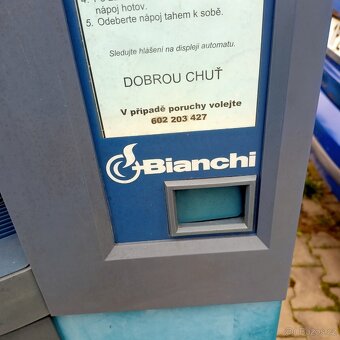 nápoj hotov.
5. Odeberte nápoj tahem k sobě.
Sledujte hlášení na displeji automatu.
DOBROU CHUŤ
V případě poruchy volejte
602 203 427
Bianchi